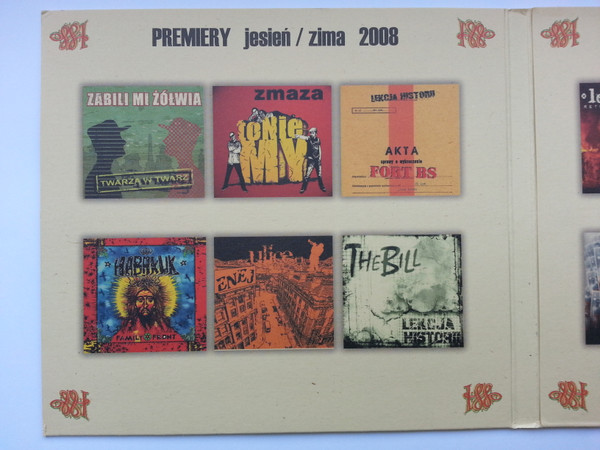 PREMIERY jesień / zima 2008
ZABILI MI ŻÓŁWIA
TWARZĄ W TWARZ
zmaza
to Nie
MY
LEKCJA HISTORII
AKTA
FORT BS
HABAKUK
FAMILY FRONT
ENEJ
THE BILL
LEKCJA
HISTORII